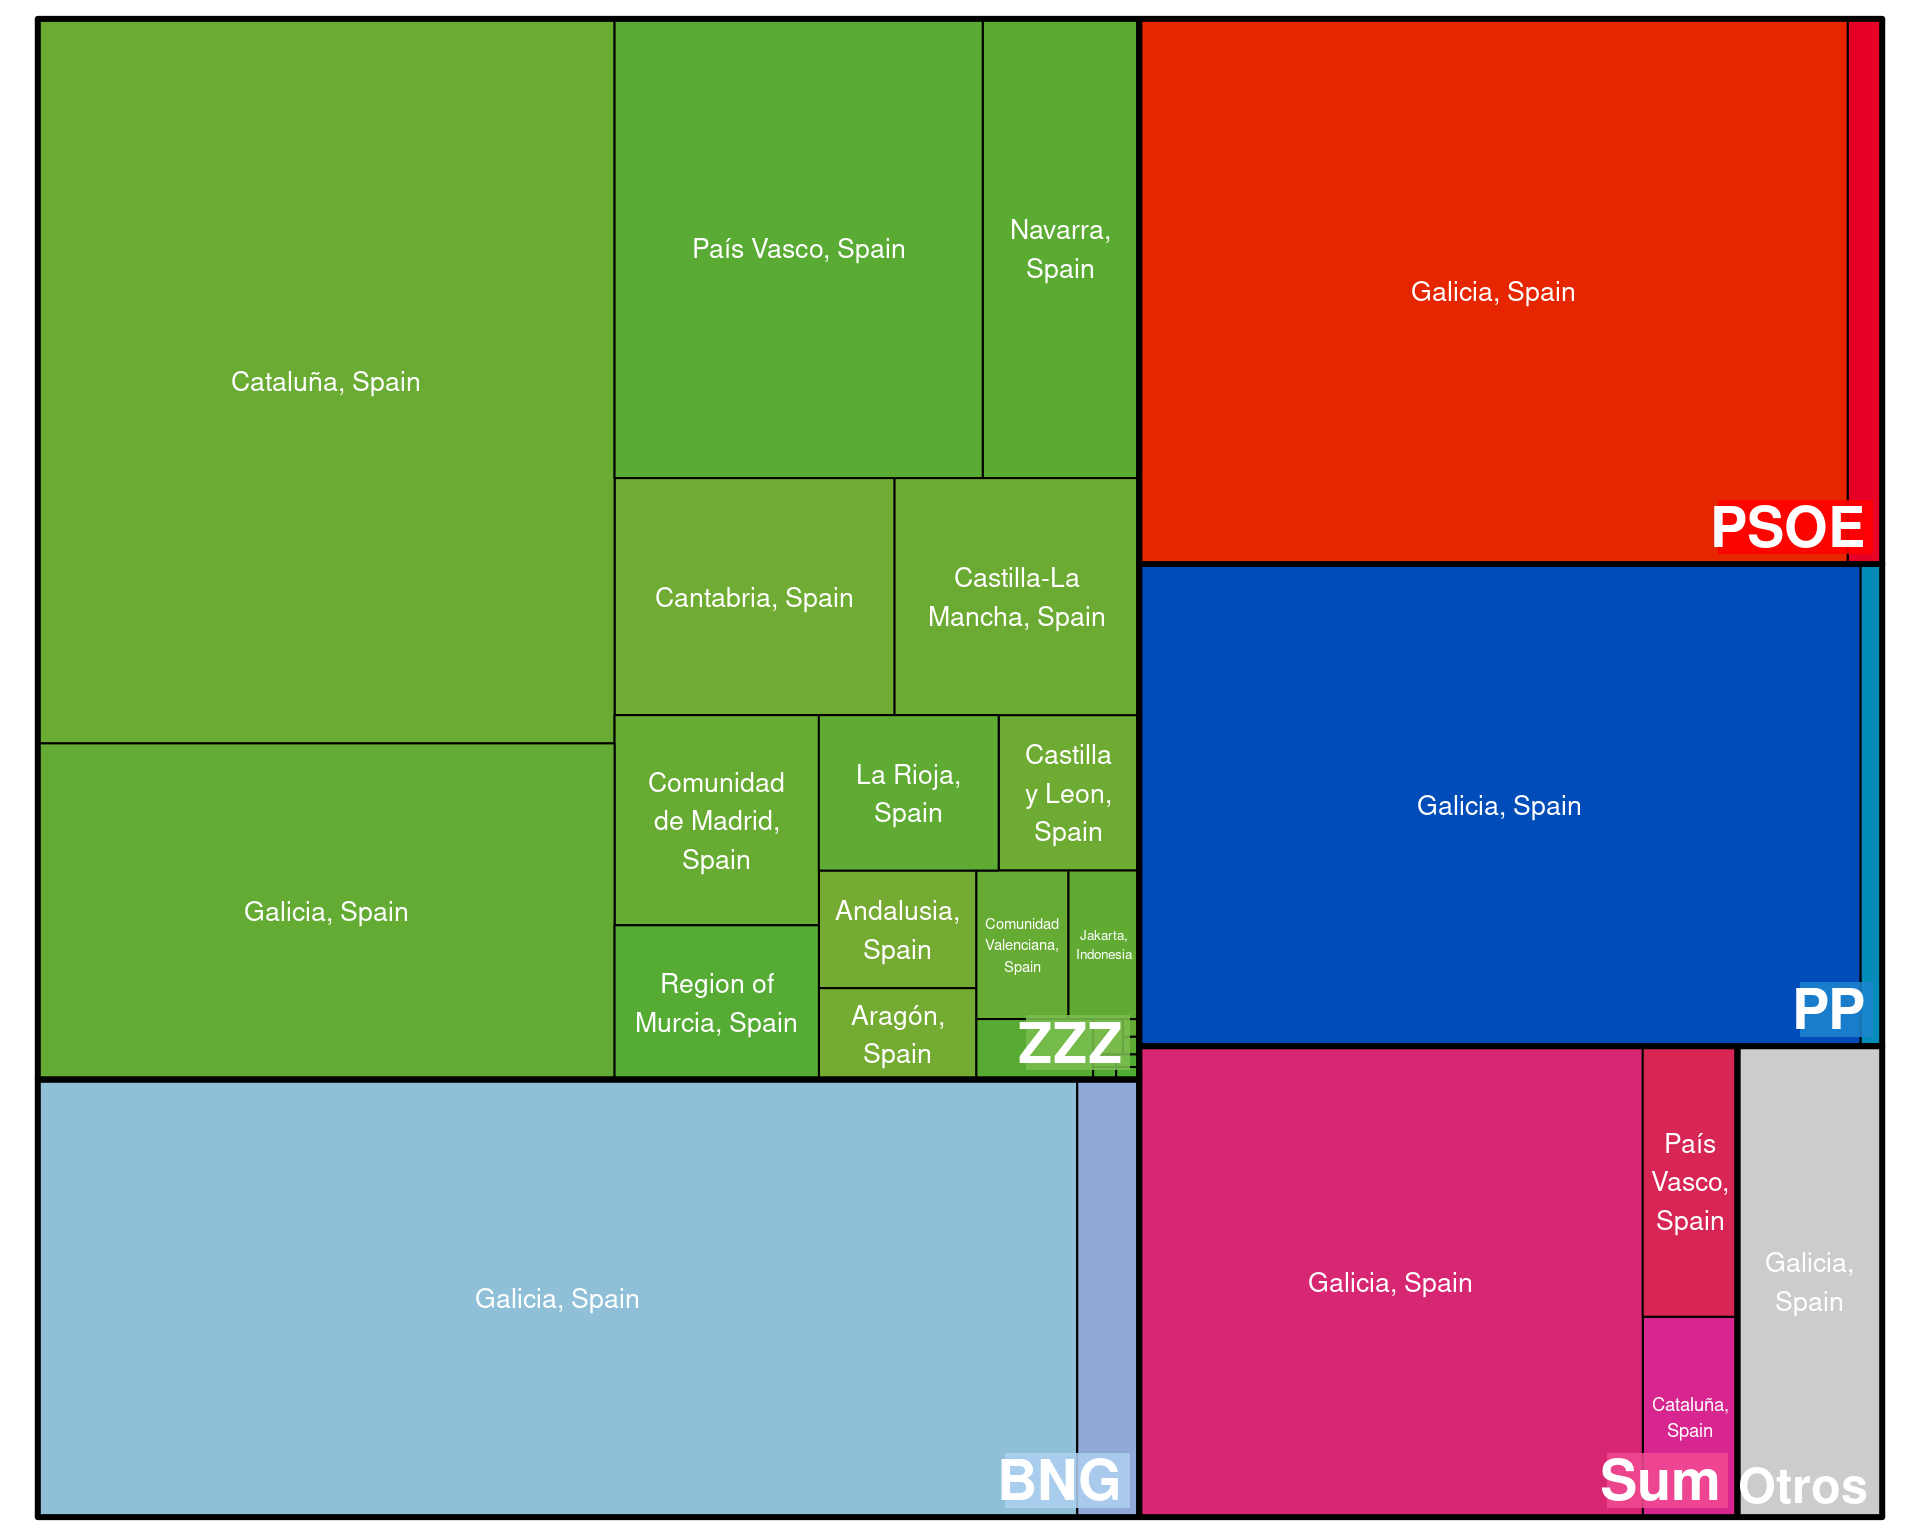 Cataluña, Spain
País Vasco, Spain
Navarra,
Spain
Cantabria, Spain
Castilla-La
Mancha, Spain
Galicia, Spain
Comunidad
de Madrid,
Spain
La Rioja,
Spain
Castilla
y Leon,
Spain
Region of
Murcia, Spain
Andalusia,
Spain
Aragón,
Spain
Comunidad
Valenciana,
Spain
Jakarta,
Indonesia
ZZZ
Galicia, Spain
BNG
Galicia, Spain
PSOE
Galicia, Spain
PP
Galicia, Spain
País
Vasco,
Spain
Cataluña,
Spain
Sum
Galicia,
Spain
Otros